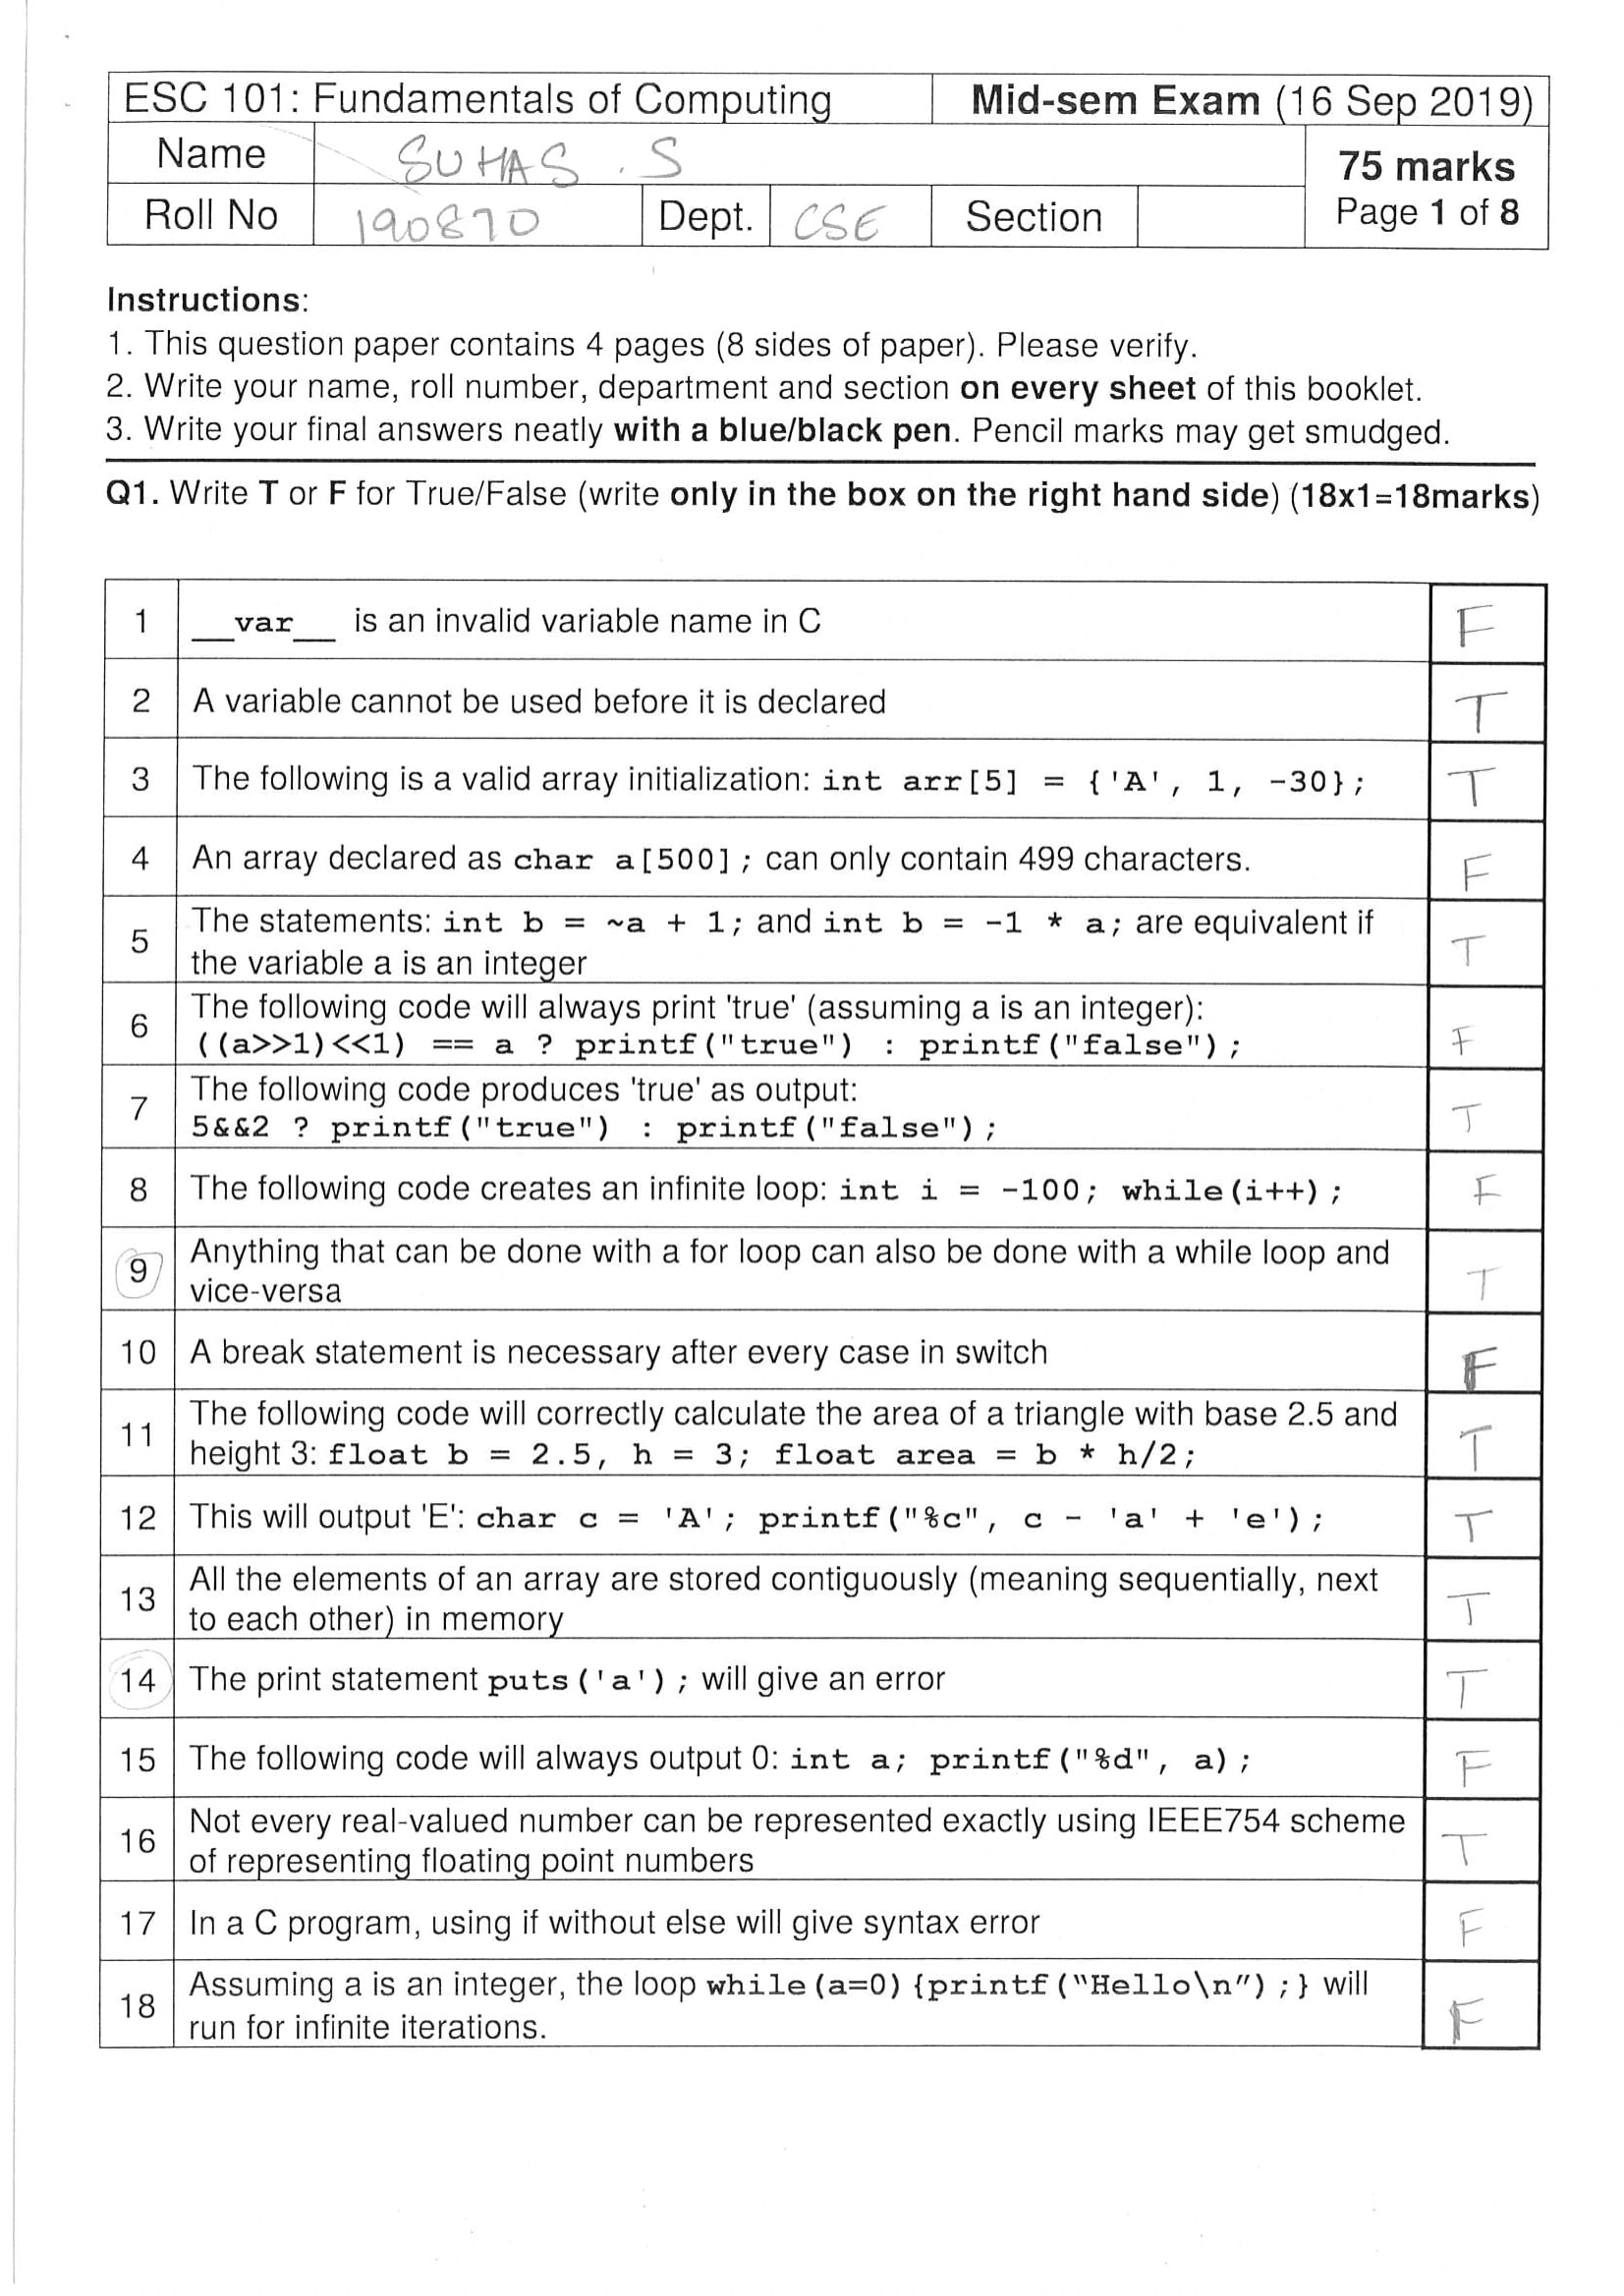 ESC 101: Fundamentals of Computing Mid-sem Exam (16 Sep 2019)
Name SUHAS . S 75 marks
Roll No 190870 Dept. CSE Section Page 1 of 8
Instructions:
1. This question paper contains 4 pages (8 sides of paper). Please verify.
2. Write your name, roll number, department and section on every sheet of this booklet.
3. Write your final answers neatly with a blue/black pen. Pencil marks may get smudged.
Q1. Write T or F for True/False (write only in the box on the right hand side) (18x1=18marks)
1 __var__ is an invalid variable name in C F
2 A variable cannot be used before it is declared T
3 The following is a valid array initialization: int arr[5] = {'A', 1, -30}; T
4 An array declared as char a[500]; can only contain 499 characters. F
5 The statements: int b = ~a + 1; and int b = -1 * a; are equivalent if
the variable a is an integer T
6 The following code will always print 'true' (assuming a is an integer):
((a>>1)<<1) == a ? printf("true") : printf("false"); F
7 The following code produces 'true' as output:
5&&2 ? printf("true") : printf("false"); T
8 The following code creates an infinite loop: int i = -100; while(i++); F
9 Anything that can be done with a for loop can also be done with a while loop and
vice-versa T
10 A break statement is necessary after every case in switch F
11 The following code will correctly calculate the area of a triangle with base 2.5 and
height 3: float b = 2.5, h = 3; float area = b * h/2; T
12 This will output 'E': char c = 'A'; printf("%c", c - 'a' + 'e'); T
13 All the elements of an array are stored contiguously (meaning sequentially, next
to each other) in memory T
14 The print statement puts('a'); will give an error T
15 The following code will always output 0: int a; printf("%d", a); F
16 Not every real-valued number can be represented exactly using IEEE754 scheme
of representing floating point numbers T
17 In a C program, using if without else will give syntax error F
18 Assuming a is an integer, the loop while(a=0) {printf(“Hello\n”);} will
run for infinite iterations. F